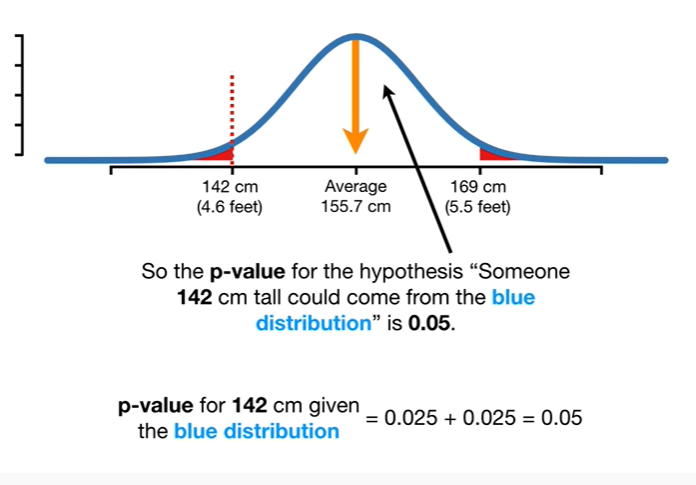 142 cm
(4.6 feet)
Average
155.7 cm
169 cm
(5.5 feet)
So the p-value for the hypothesis “Someone
142 cm tall could come from the blue
distribution” is 0.05.
p-value for 142 cm given
the blue distribution
= 0.025 + 0.025 = 0.05